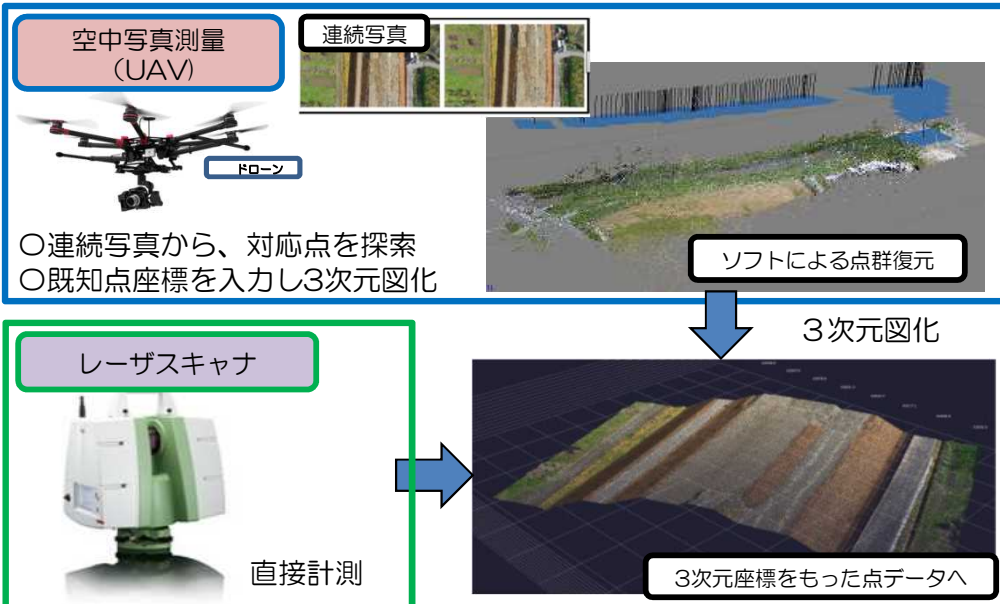 空中写真測量
（UAV)
連続写真
ドローン
〇連続写真から、対応点を探索
〇既知点座標を入力し3次元図化
ソフトによる点群復元
３次元図化
レーザスキャナ
直接計測
3次元座標をもった点データへ